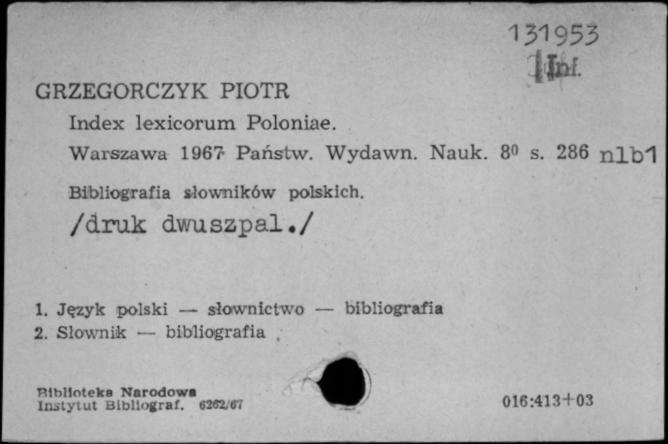 131953
Inf.
GRZEGORCZYK PIOTR
Index lexicorum Poloniae.
Warszawa 1967 Państw. Wydawn. Nauk. 8⁰ s. 286 nlb1
Bibliografia słowników polskich.
/druk dwuszpal./
1. Język polski — słownictwo — bibliografia
2. Słownik — bibliografia
Biblioteka Narodowa
Instytut Bibliograf. 6262/67
016:413+03